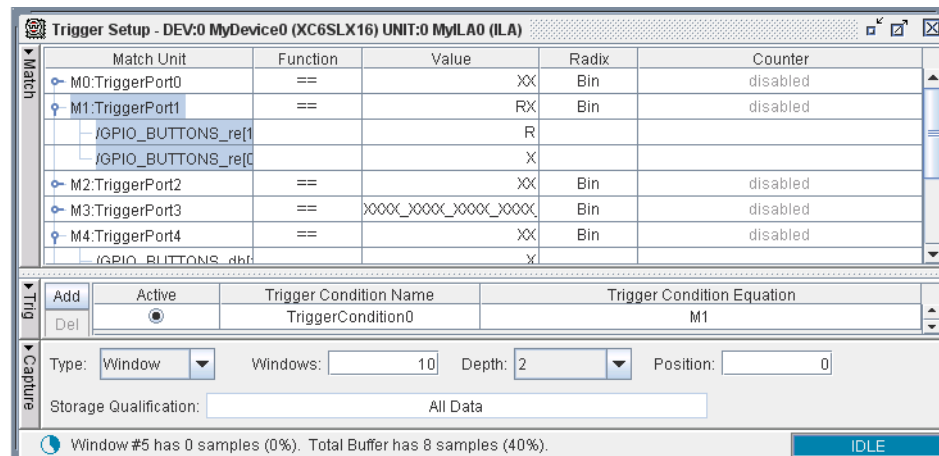 Trigger Setup - DEV:0 MyDevice0 (XC6SLX16) UNIT:0 MyILA0 (ILA)
Match
Match Unit Function Value Radix Counter
M0:TriggerPort0 == XX Bin disabled
M1:TriggerPort1 == RX Bin disabled
/GPIO_BUTTONS_re[1 R
/GPIO_BUTTONS_re[0 X
M2:TriggerPort2 == XX Bin disabled
M3:TriggerPort3 == XXXX_XXXX_XXXX_XXXX_ Bin disabled
M4:TriggerPort4 == XX Bin disabled
X
Trig
Add Active Trigger Condition Name Trigger Condition Equation
Del TriggerCondition0 M1
Capture
Type: Window Windows: 10 Depth: 2 Position: 0
Storage Qualification: All Data
Window #5 has 0 samples (0%). Total Buffer has 8 samples (40%). IDLE